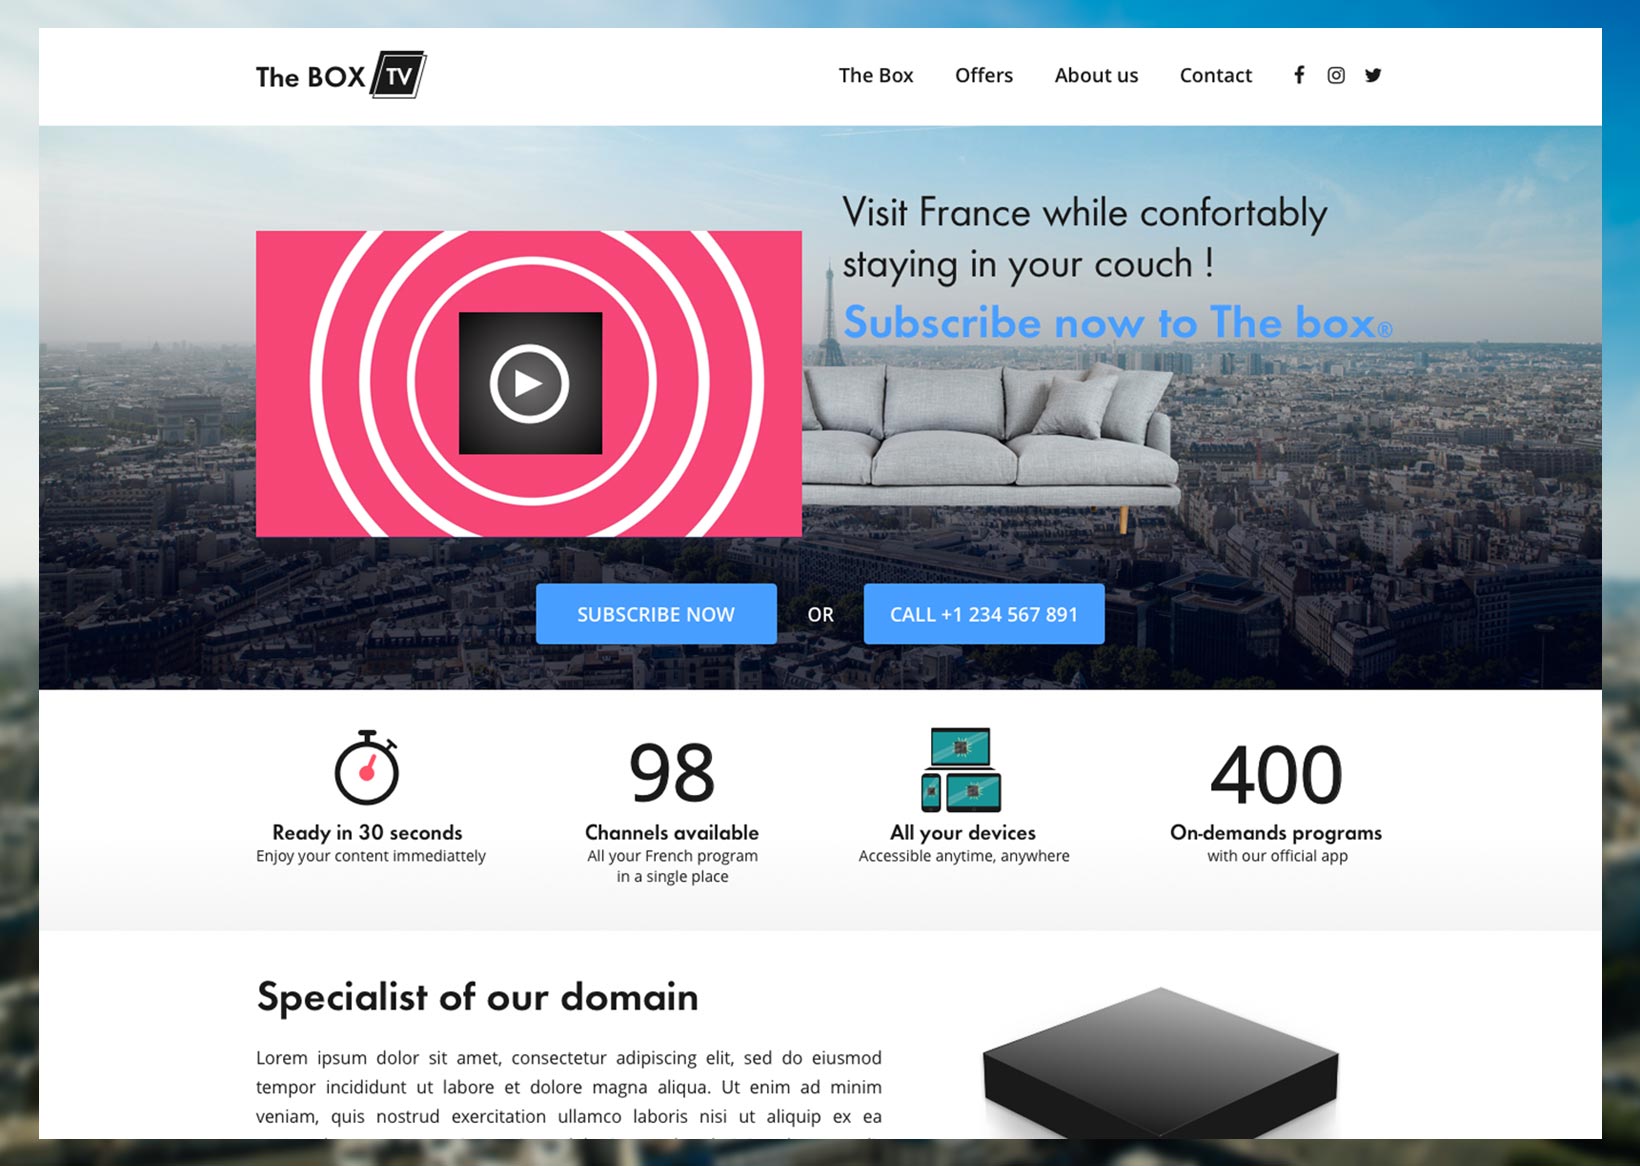 The BOX TV
The Box Offers About us Contact
Visit France while confortably
staying in your couch !
Subscribe now to The box®
SUBSCRIBE NOW OR CALL +1 234 567 891
98
400
Ready in 30 seconds
Enjoy your content immediattely
Channels available
All your French program
in a single place
All your devices
Accessible anytime, anywhere
On-demands programs
with our official app
Specialist of our domain
Lorem ipsum dolor sit amet, consectetur adipiscing elit, sed do eiusmod
tempor incididunt ut labore et dolore magna aliqua. Ut enim ad minim
veniam, quis nostrud exercitation ullamco laboris nisi ut aliquip ex ea